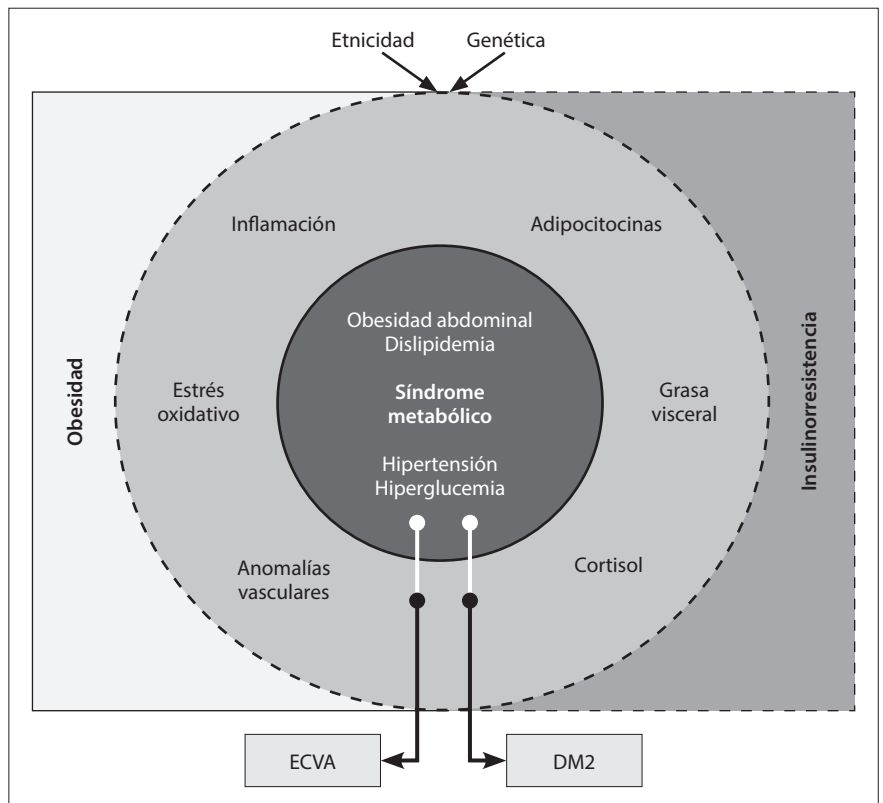 Etnicidad
Genética
Inflamación
Adipocitocinas
Obesidad abdominal
Dislipidemia
Síndrome
metabólico
Hipertensión
Hiperglucemia
Estrés
oxidativo
Grasa
visceral
Obesidad
Insulinorresistencia
Anomalías
vasculares
Cortisol
ECVA
DM2